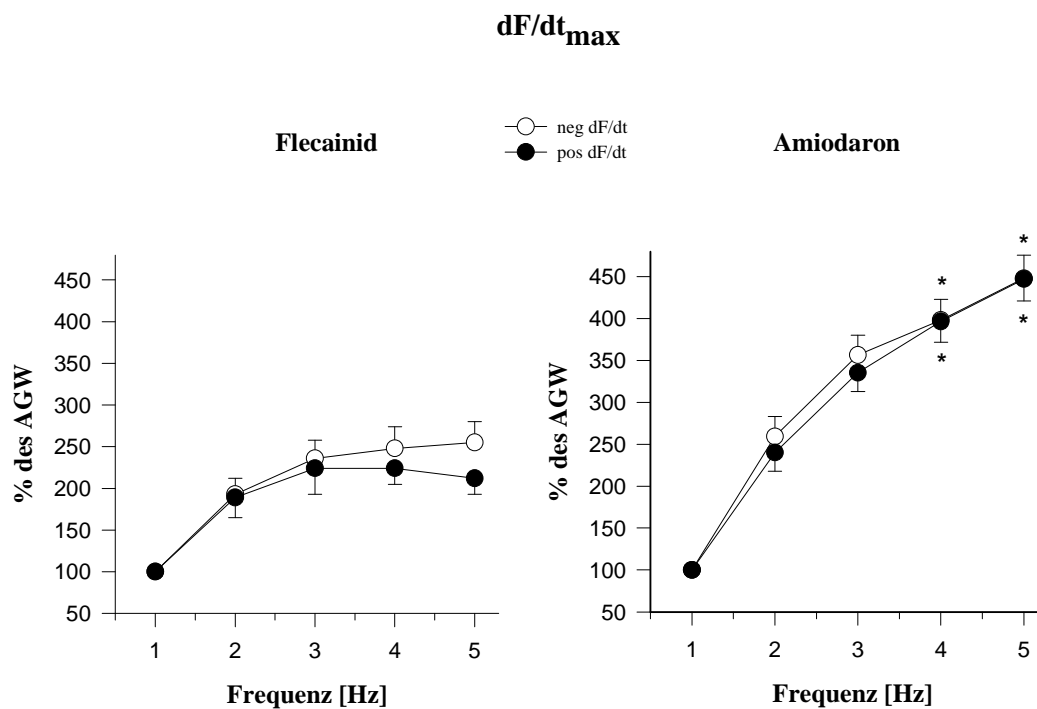 dF/dt max
neg dF/dt
pos dF/dt
Flecainid
Amiodaron
% des AGW
450
400
350
300
250
200
150
100
50
1 2 3 4 5
Frequenz [Hz]
% des AGW
450
400
350
300
250
200
150
100
50
* *
* *
1 2 3 4 5
Frequenz [Hz]